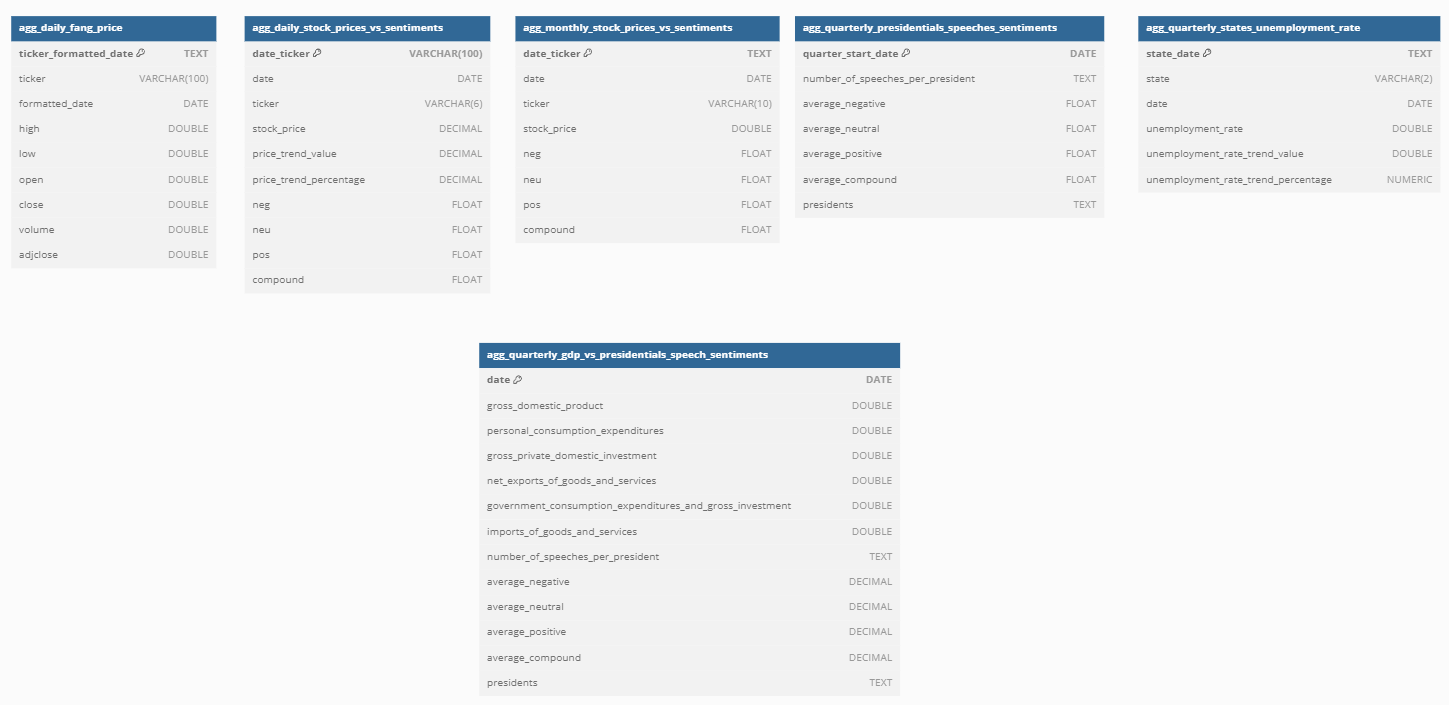 agg_daily_fang_price
ticker_formatted_date TEXT
ticker VARCHAR(100)
formatted_date DATE
high DOUBLE
low DOUBLE
open DOUBLE
close DOUBLE
volume DOUBLE
adjclose DOUBLE
agg_daily_stock_prices_vs_sentiments
date_ticker VARCHAR(100)
date DATE
ticker VARCHAR(6)
stock_price DECIMAL
price_trend_value DECIMAL
price_trend_percentage DECIMAL
neg FLOAT
neu FLOAT
pos FLOAT
compound FLOAT
agg_monthly_stock_prices_vs_sentiments
date_ticker TEXT
date DATE
ticker VARCHAR(10)
stock_price DOUBLE
neg FLOAT
neu FLOAT
pos FLOAT
compound FLOAT
agg_quarterly_presidentials_speeches_sentiments
quarter_start_date DATE
number_of_speeches_per_president TEXT
average_negative FLOAT
average_neutral FLOAT
average_positive FLOAT
average_compound FLOAT
presidents TEXT
agg_quarterly_states_unemployment_rate
state_date TEXT
state VARCHAR(2)
date DATE
unemployment_rate DOUBLE
unemployment_rate_trend_value DOUBLE
unemployment_rate_trend_percentage NUMERIC
agg_quarterly_gdp_vs_presidentials_speech_sentiments
date DATE
gross_domestic_product DOUBLE
personal_consumption_expenditures DOUBLE
gross_private_domestic_investment DOUBLE
net_exports_of_goods_and_services DOUBLE
government_consumption_expenditures_and_gross_investment DOUBLE
imports_of_goods_and_services DOUBLE
number_of_speeches_per_president TEXT
average_negative DECIMAL
average_neutral DECIMAL
average_positive DECIMAL
average_compound DECIMAL
presidents TEXT